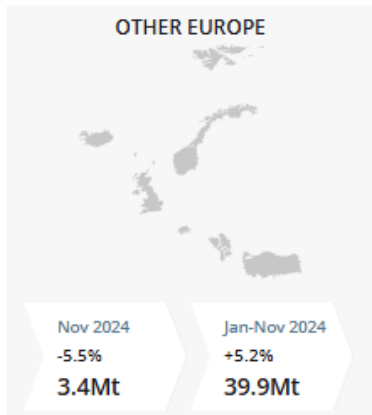 OTHER EUROPE
Nov 2024
-5.5%
3.4Mt
Jan-Nov 2024
+5.2%
39.9Mt